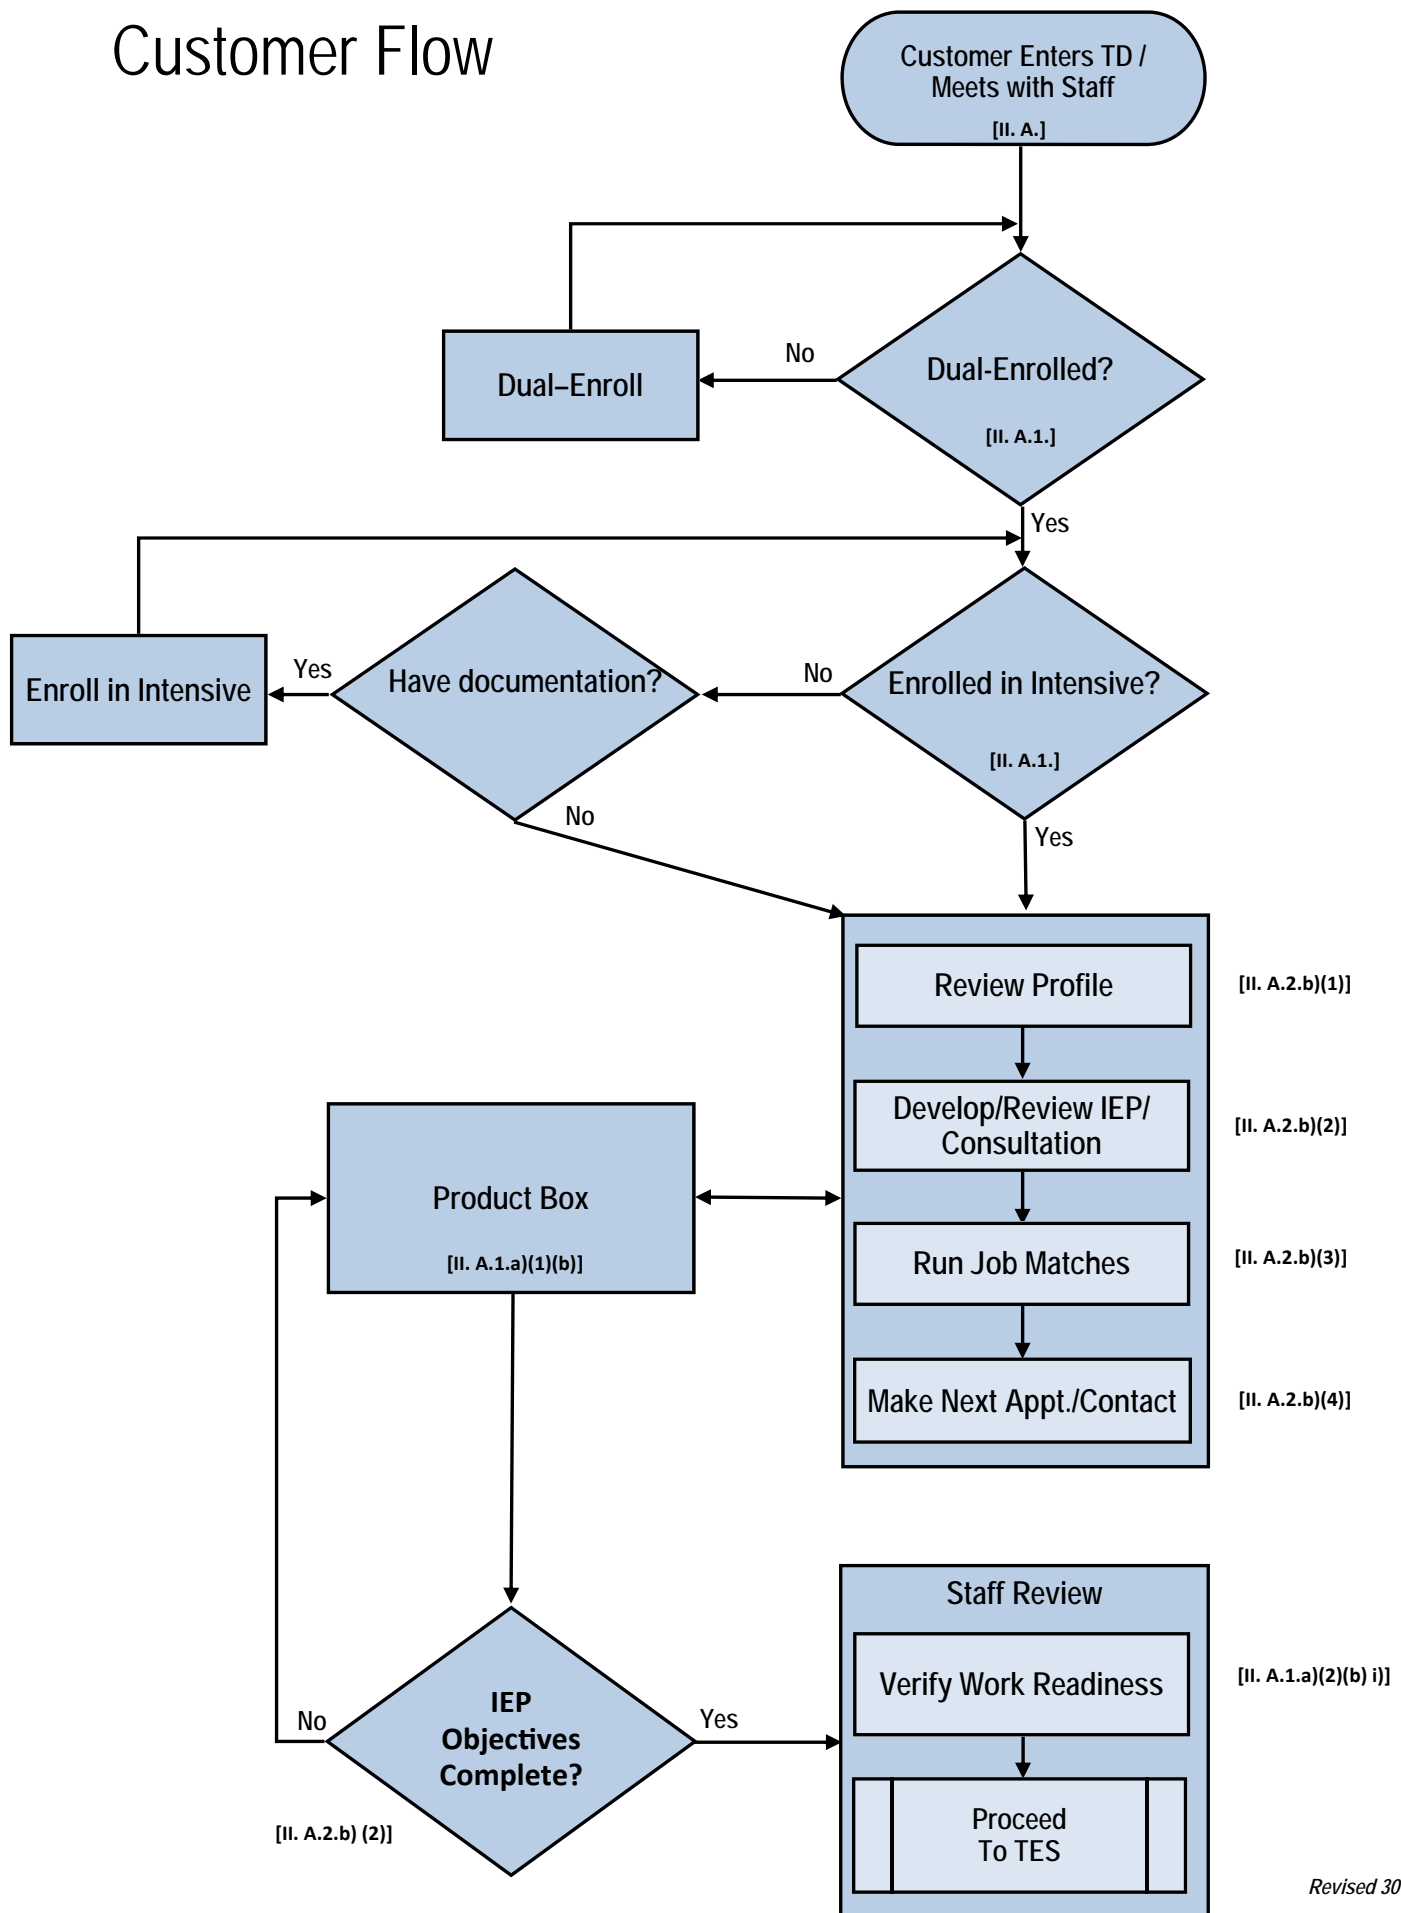 Customer Flow
Customer Enters TD /
Meets with Staff
[II. A.]
No
Dual–Enroll
Dual-Enrolled?
[II. A.1.]
Yes
Yes
Have documentation?
No
Enrolled in Intensive?
Enroll in Intensive
[II. A.1.]
No
Yes
Review Profile
[II. A.2.b)(1)]
Develop/Review IEP/
Consultation
[II. A.2.b)(2)]
Product Box
[II. A.1.a)(1)(b)]
Run Job Matches
[II. A.2.b)(3)]
Make Next Appt./Contact
[II. A.2.b)(4)]
Staff Review
Verify Work Readiness
[II. A.1.a)(2)(b) i)]
No
IEP
Objectives
Complete?
Yes
[II. A.2.b) (2)]
Proceed
To TES
Revised 30